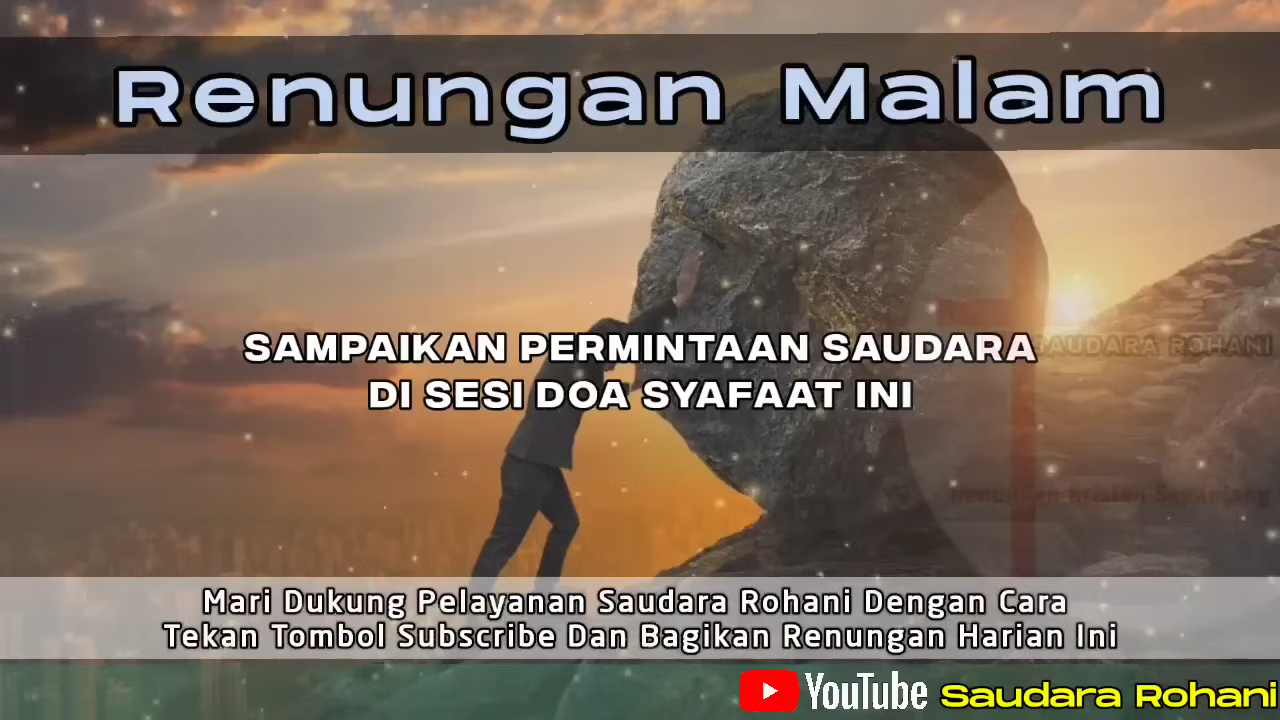 Renungan Malam
SAMPAIKAN PERMINTAAN SAUDARA
DI SESI DOA SYAFAAT INI
SAUDARA ROHANI
Mari Dukung Pelayanan Saudara Rohani Dengan Cara
Tekan Tombol Subscribe Dan Bagikan Renungan Harian Ini
YouTube Saudara Rohani